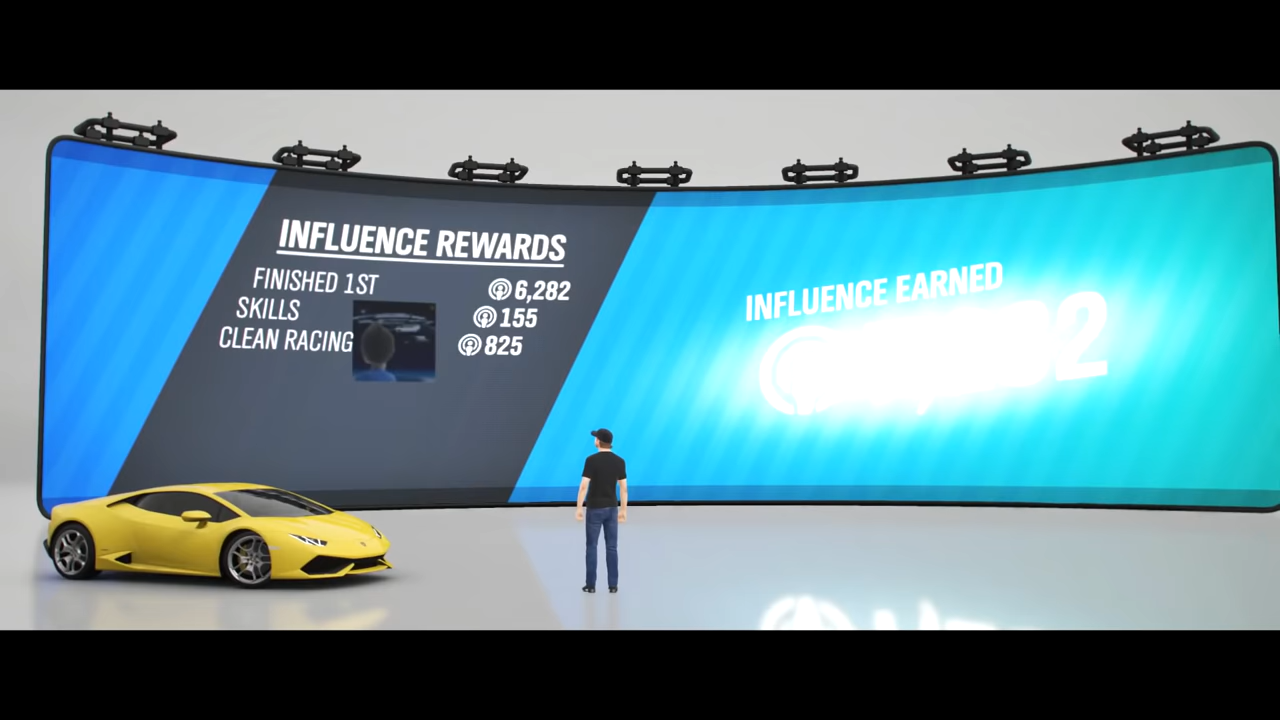 INFLUENCE REWARDS
FINISHED 1ST 6,282
SKILLS 155
CLEAN RACING 825
INFLUENCE EARNED